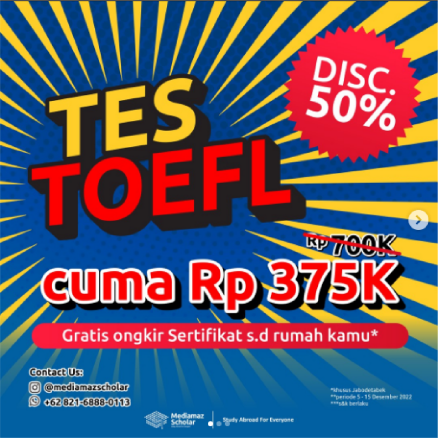 DISC.
50%
TES
TOEFL
Rp 700K
cuma Rp 375K
Gratis ongkir Sertifikat s.d rumah kamu*
Contact Us:
@mediamazscholar
+62 821-6888-0113
*khusus Jabodetabek
**periode 5 - 15 Desember 2022
***s&k berlaku
Mediamaz
Scholar
Study Abroad For Everyone